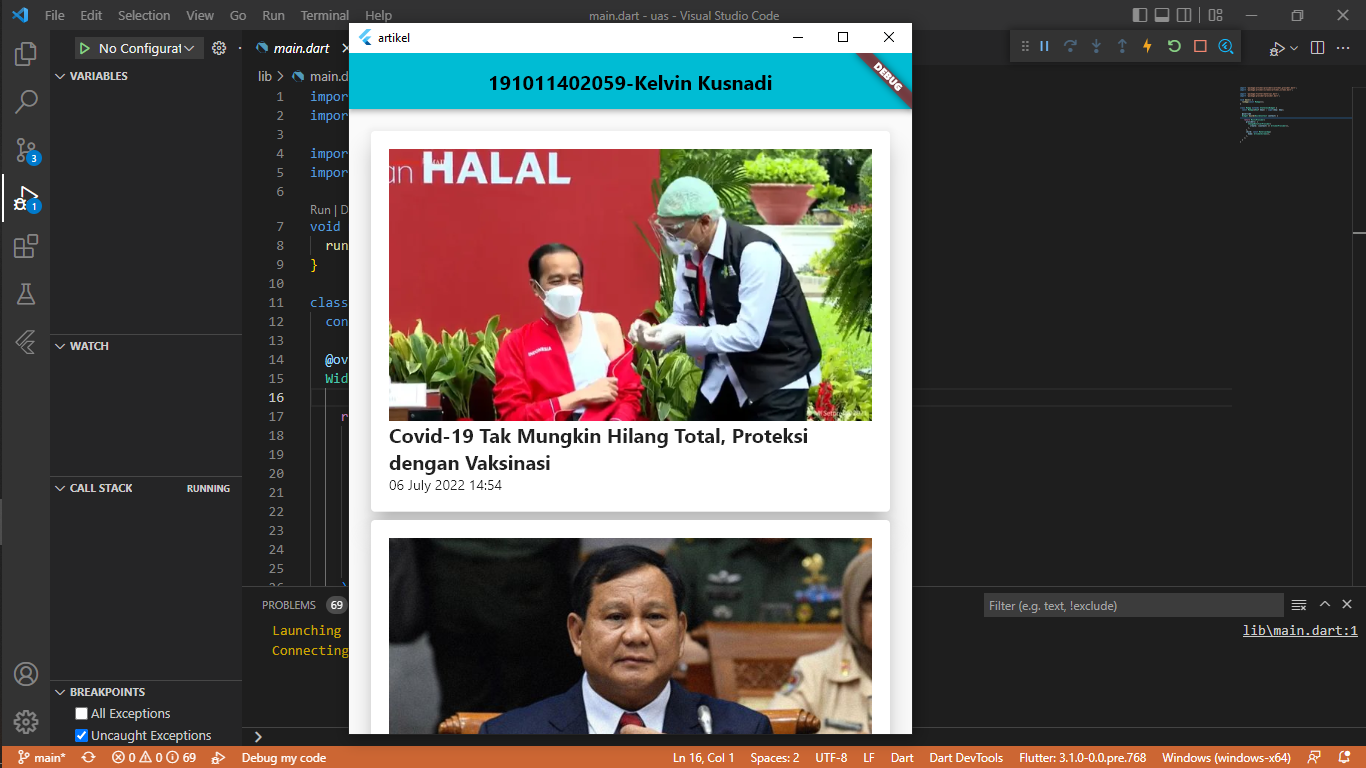 File Edit Selection View Go Run Terminal Help
main.dart - uas - Visual Studio Code
No Configurat
main.dart
VARIABLES
WATCH
CALL STACK
RUNNING
BREAKPOINTS
All Exceptions
Uncaught Exceptions
3
1
lib > main.d
1 impor
2 impor
3
4 impor
5 impor
6
Run | D
7 void
8 run
9 }
10
11 class
12 con
13
14 @ov
15 Wid
16
17 r
18
19
20
21
22
23
24
25
26
artikel
191011402059-Kelvin Kusnadi
DEBUG
an HALAL
INDONESIA
Covid-19 Tak Mungkin Hilang Total, Proteksi
dengan Vaksinasi
06 July 2022 14:54
PROBLEMS 69
Filter (e.g. text, !exclude)
Launching
lib\main.dart:1
Connecting
main* 0 0 69 Debug my code
Ln 16, Col 1 Spaces: 2 UTF-8 LF Dart Dart DevTools Flutter: 3.1.0-0.0.pre.768 Windows (windows-x64)